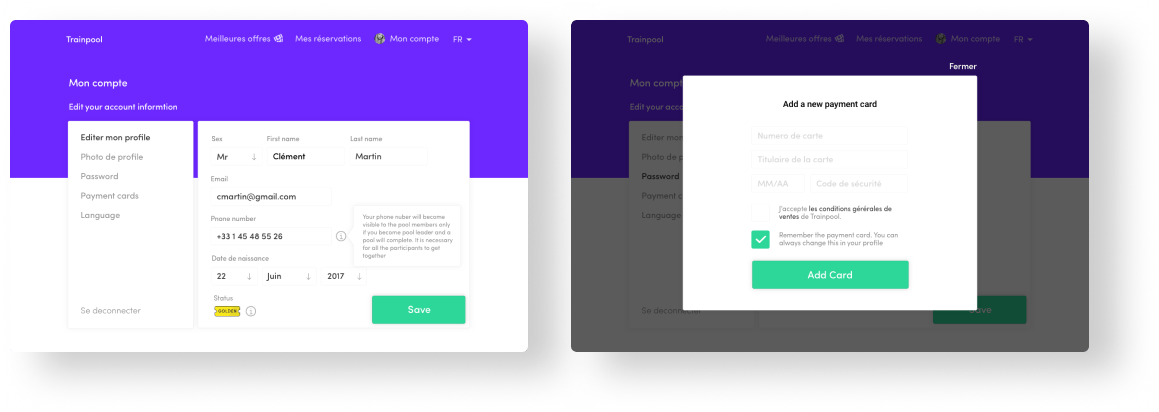 Trainpool
Meilleures offres
Mes réservations
Mon compte
FR
Mon compte
Edit your account informtion
Editer mon profile
Photo de profile
Password
Payment cards
Language
Se deconnecter
Sex
First name
Last name
Mr
Clément
Martin
Email
cmartin@gmail.com
Phone number
+33 1 45 48 55 26
Your phone nuber will become
visible to the pool members only
if you become pool leader and a
pool will complete. it is necessary
for all the participants to get
together
Date de naissance
22
Juin
2017
Status
GOLDEN
Save
Trainpool
Meilleures offres
Mes réservations
Mon compte
FR
Fermer
Mon compt
Edit your acc
Editer mon
Photo de p
Password
Payment c
Language
Se deconnecter
Add a new payment card
Numero de carte
Titulaire de la carte
MM/AA
Code de sécurité
J'accepte les conditions gérérales de
ventes de Trainpool.
Remember the payment card. You can
always change this in your profile
Add Card
Save